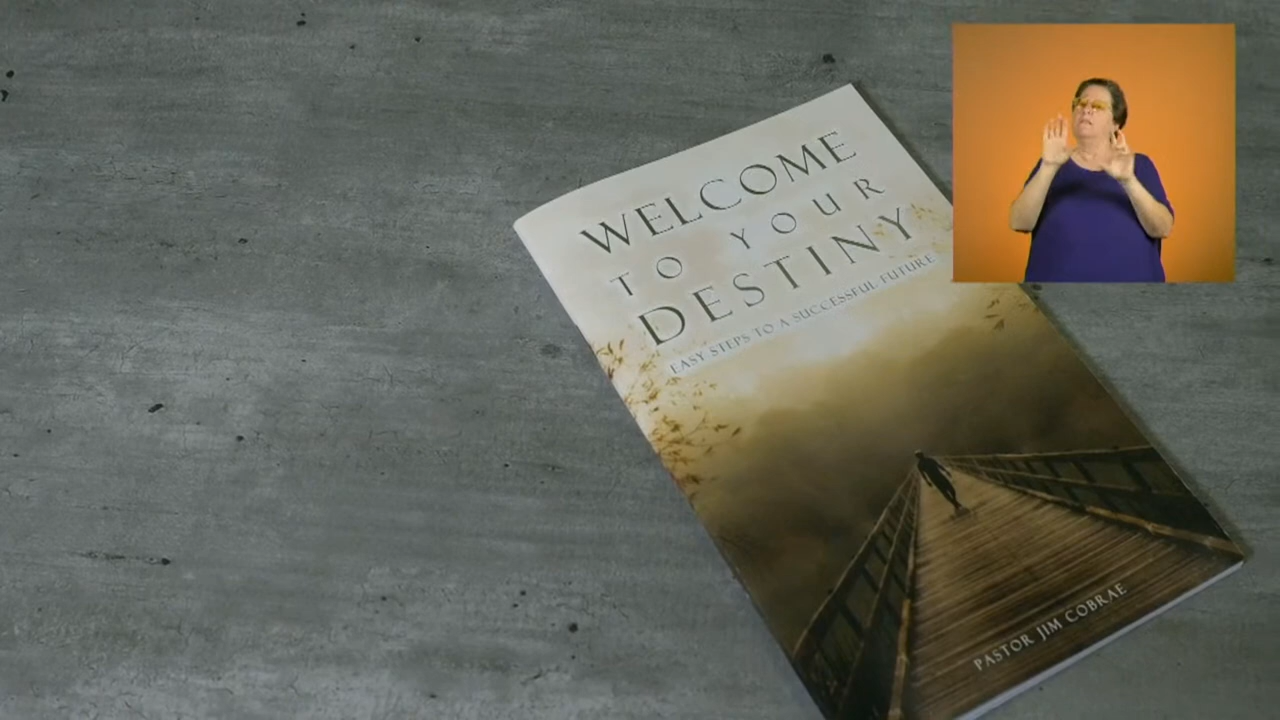 WELCOME
TO YOUR
DESTINY
EASY STEPS TO A SUCCESSFUL FUTURE
PASTOR JIM COBRAE